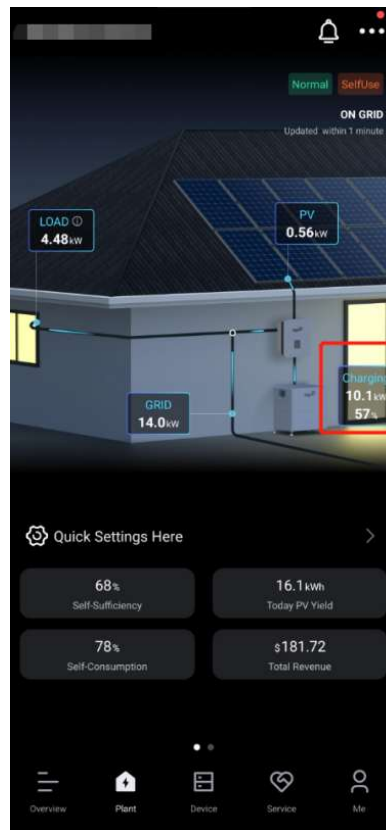 Normal SelfUse
ON GRID
Updated within 1 minute
LOAD
4.48kW
PV
0.56kW
Charging
10.1kW
57%
GRID
14.0kW
Quick Settings Here
68%
Self-Sufficiency
16.1kWh
Today PV Yield
78%
Self-Consumption
$181.72
Total Revenue
Overview Plant Device Service Me